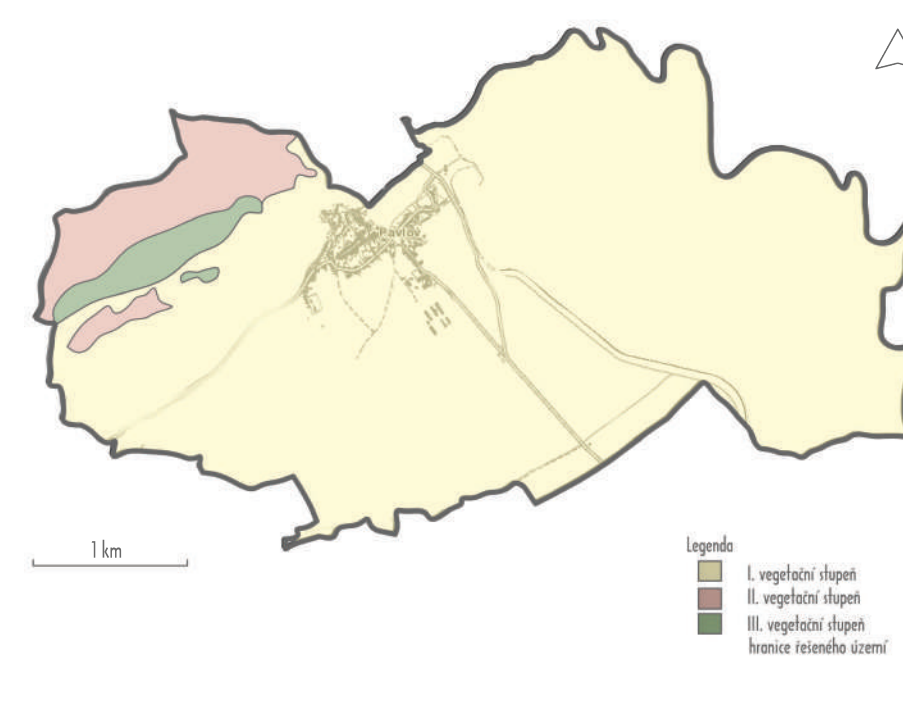 Pavlov
1 km
Legenda
I. vegetační stupeň
II. vegetační stupeň
III. vegetační stupeň
hranice řešeného území